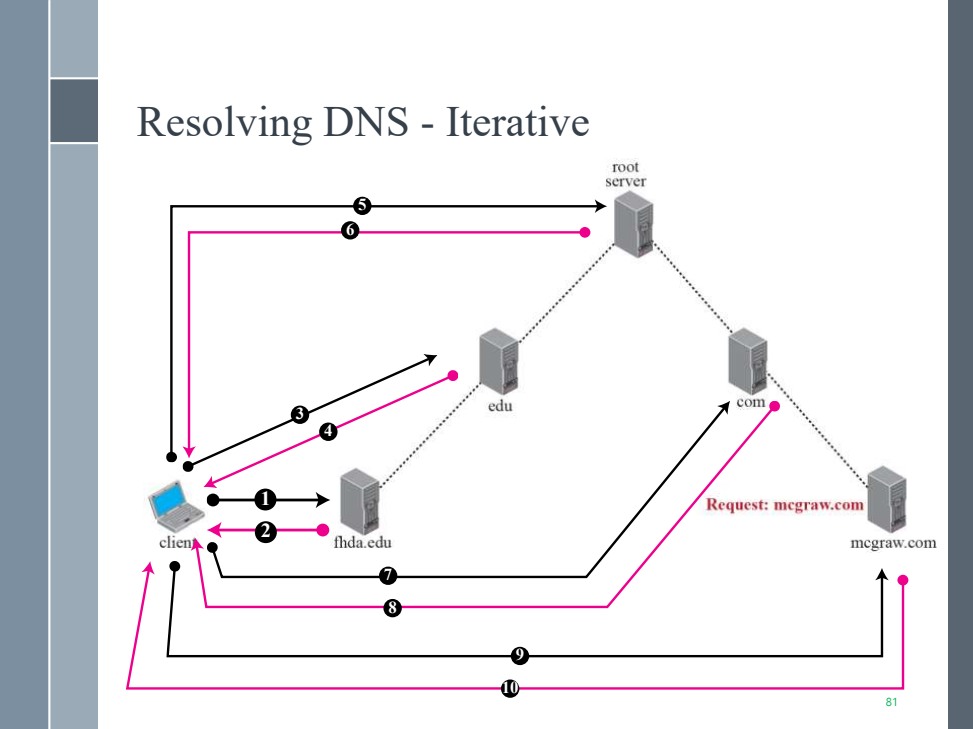 Resolving DNS - Iterative
root
server
5
6
edu
com
3
4
1
Request: mcgraw.com
2
client
fhda.edu
mcgraw.com
7
8
9
10
81